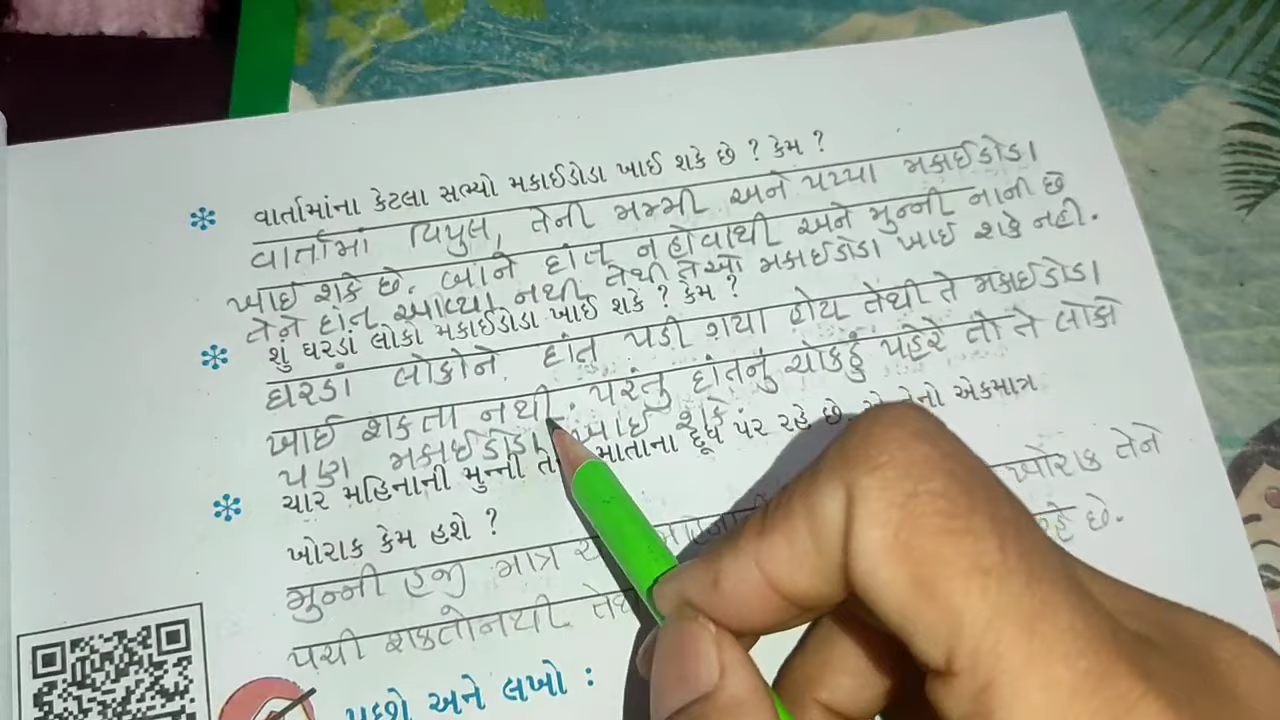 વાર્તામાંના કેટલા સભ્યો મકાઈડોડા ખાઈ શકે છે ? કેમ ?
વાર્તામાં વિપુલ, તેની મમ્મી અને પપ્પા મકાઈડોડા
ખાઈ શકે છે. બાને દાંત ન હોવાથી અને મુન્ની નાની છે
તેને દાંત આવ્યા નથી તેથી તેઓ મકાઈડોડા ખાઈ શકે નહી.
શું ઘરડાં લોકો મકાઈડોડા ખાઈ શકે ? કેમ ?
ઘરડાં લોકોને દાંત પડી ગયા હોય તેથી તે મકાઈડોડા
ખાઈ શકતા નથી. પરંતુ દાંતનું ચોકઠું પહેરે તો તે લોકો
પણ મકાઈડોડા ખાઈ શકે
ચાર મહિનાની મુન્ની માતાના દૂધ પર રહે છે. તેનો એકમાત્ર
ખોરાક કેમ હશે ?
મુન્ની હજી માત્ર ખોરાક તેને
પચી શકતોનથી રહે છે.
અને લખો :